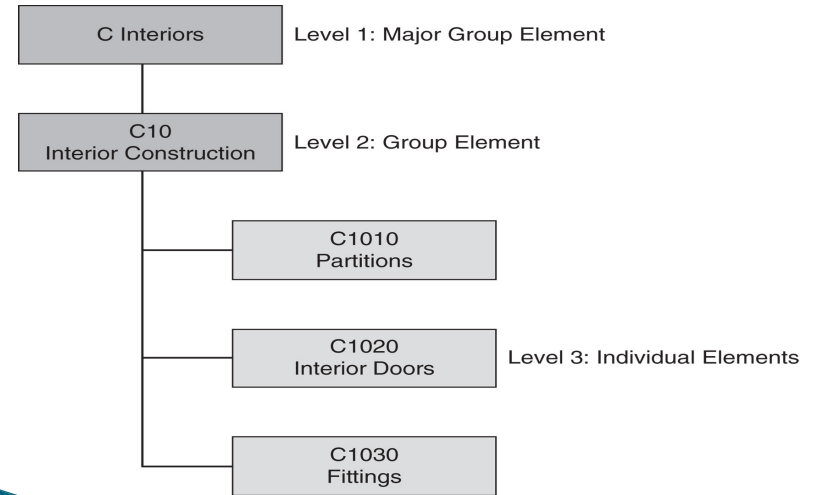 C Interiors
Level 1: Major Group Element
C10
Interior Construction
Level 2: Group Element
C1010
Partitions
C1020
Interior Doors
Level 3: Individual Elements
C1030
Fittings